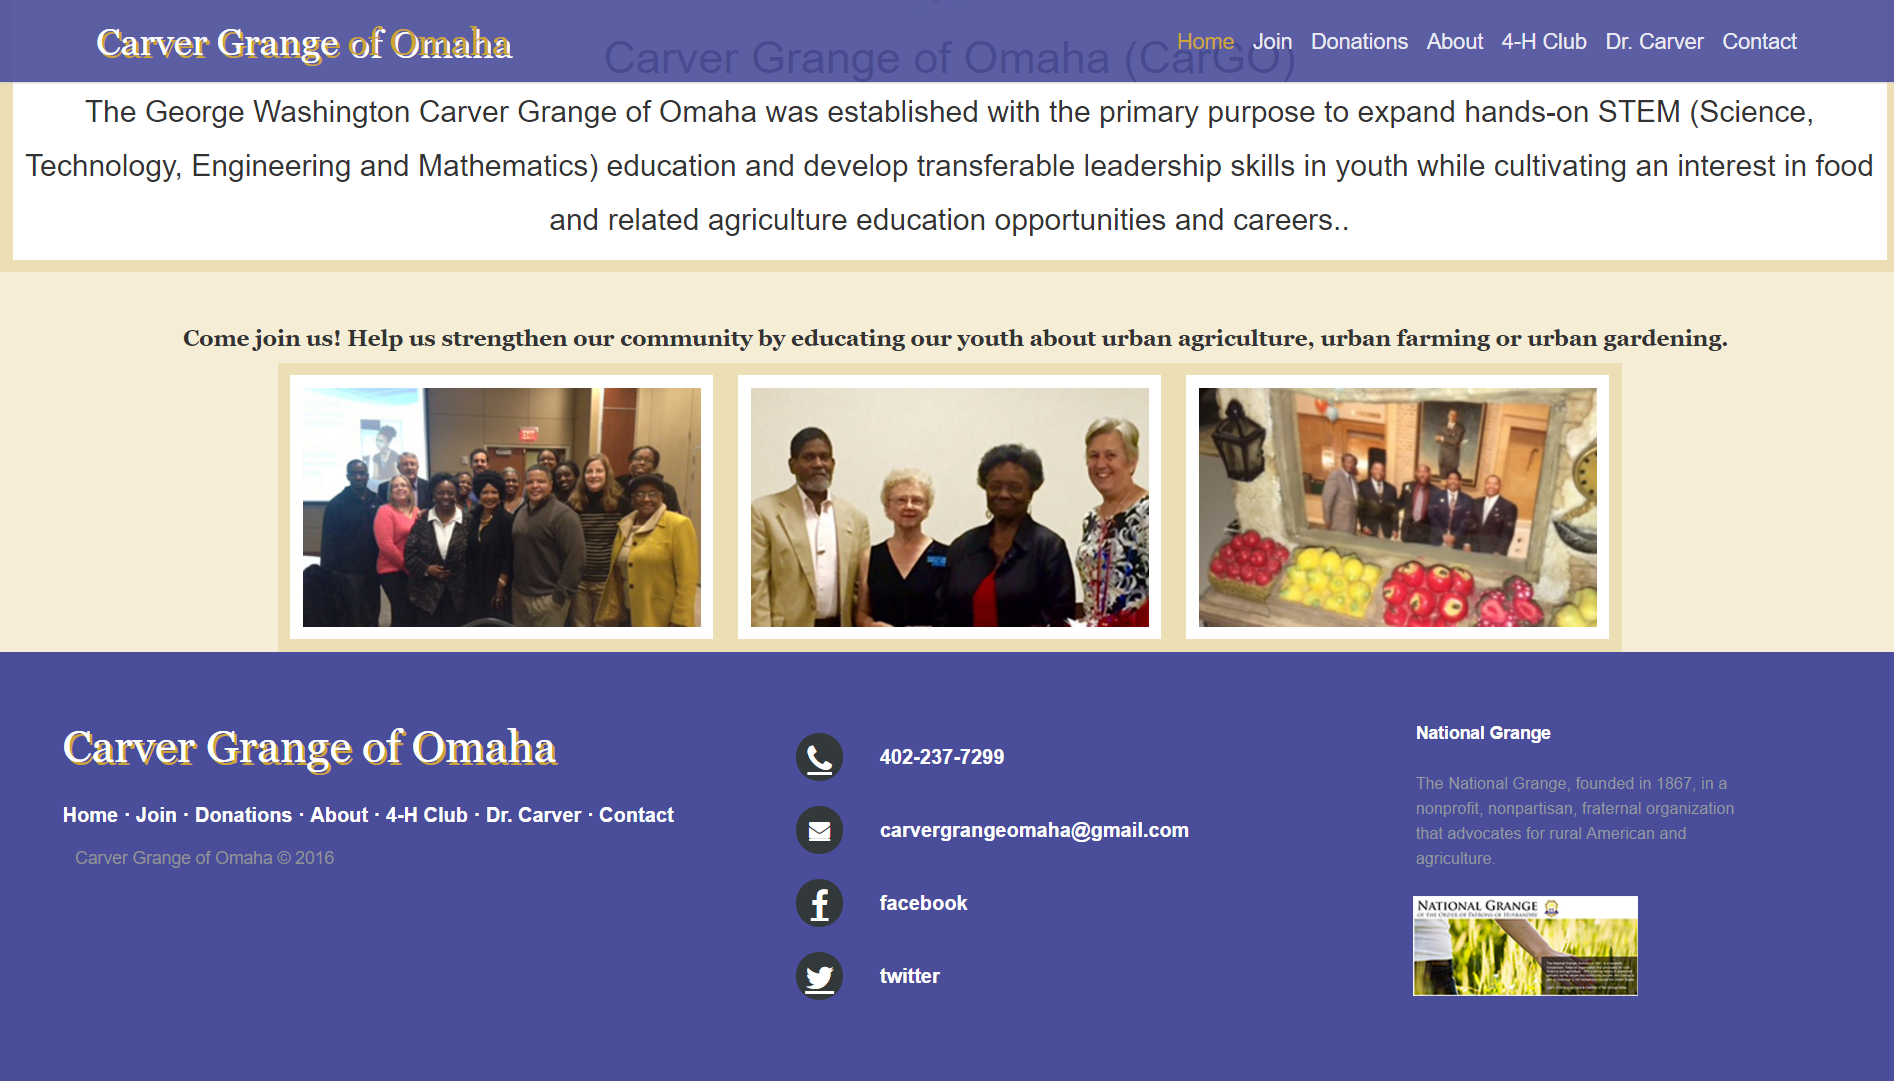 Carver Grange of Omaha
Home Join Donations About 4-H Club Dr. Carver Contact
Carver Grange of Omaha (CarGO)
The George Washington Carver Grange of Omaha was established with the primary purpose to expand hands-on STEM (Science,
Technology, Engineering and Mathematics) education and develop transferable leadership skills in youth while cultivating an interest in food
and related agriculture education opportunities and careers..
Come join us! Help us strengthen our community by educating our youth about urban agriculture, urban farming or urban gardening.
EXIT
Carver Grange of Omaha
Home · Join · Donations · About · 4-H Club · Dr. Carver · Contact
Carver Grange of Omaha © 2016
402-237-7299
carvergrangeomaha@gmail.com
facebook
twitter
National Grange
The National Grange, founded in 1867, in a
nonprofit, nonpartisan, fraternal organization
that advocates for rural American and
agriculture.
NATIONAL GRANGE
OF THE ORDER OF PATRONS OF HUSBANDRY